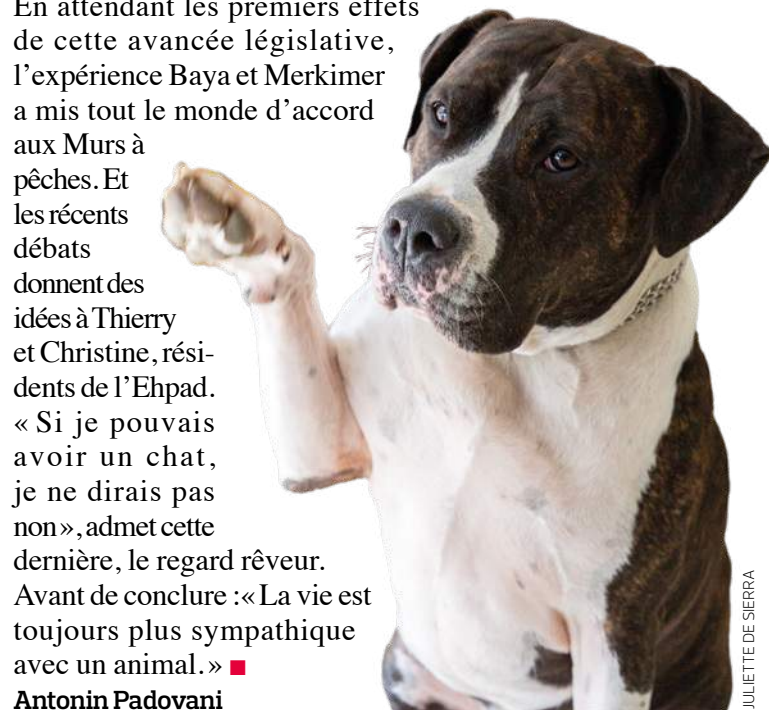 En attendant les premiers effets
de cette avancée législative,
l’expérience Baya et Merkimer
a mis tout le monde d’accord
aux Murs à
pêches. Et
les récents
débats
donnent des
idées à Thierry
et Christine, rési-
dents de l’Ehpad.
« Si je pouvais
avoir un chat,
je ne dirais pas
non », admet cette
dernière, le regard rêveur.
Avant de conclure : « La vie est
toujours plus sympathique
avec un animal. » ■
Antonin Padovani
JULIETTE DE SIERRA